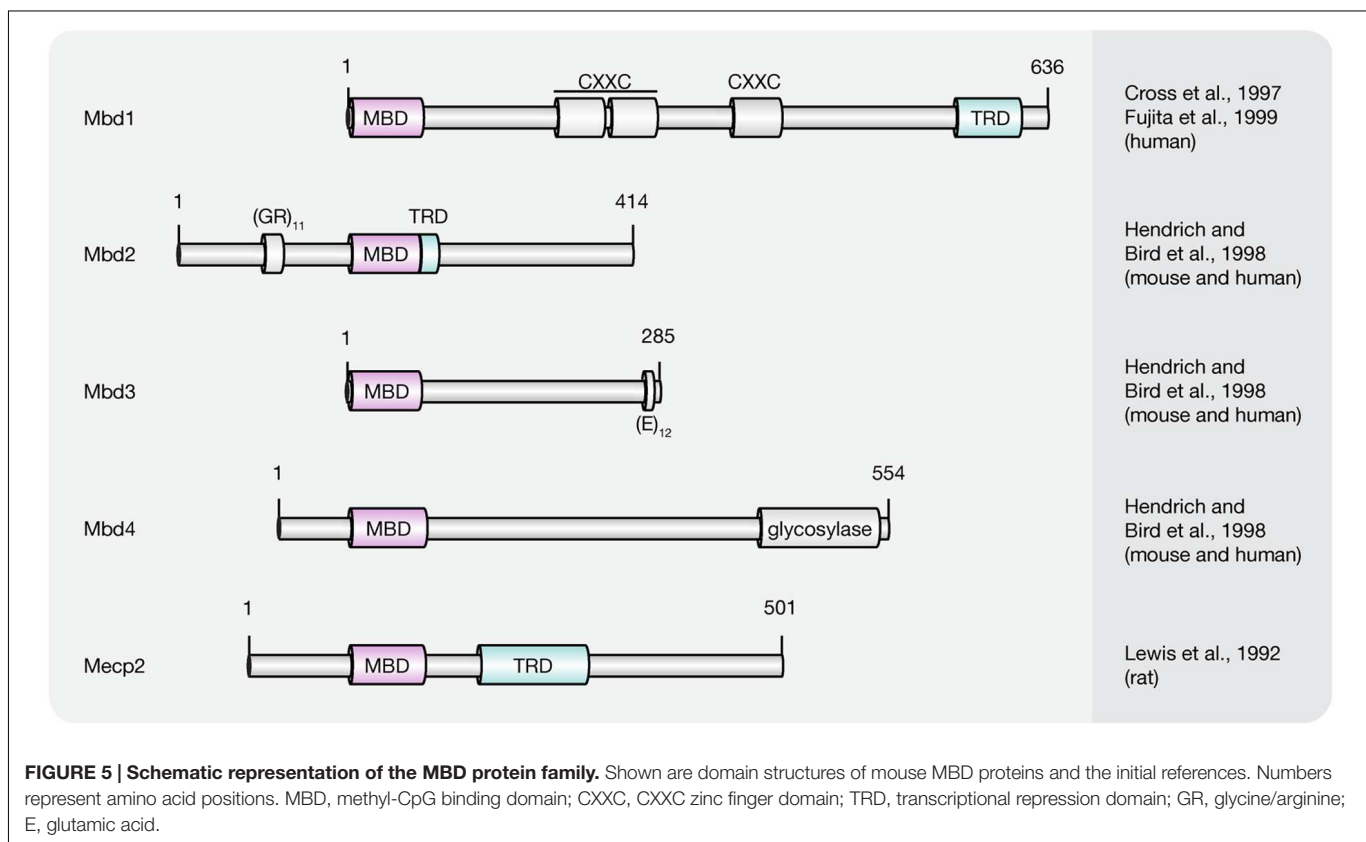 1
CXXC
CXXC
636
Mbd1
MBD
TRD
Cross et al., 1997
Fujita et al., 1999
(human)
1
(GR)11
TRD
414
Mbd2
MBD
Hendrich and
Bird et al., 1998
(mouse and human)
1
285
Mbd3
MBD
(E)12
Hendrich and
Bird et al., 1998
(mouse and human)
1
554
Mbd4
MBD
glycosylase
Hendrich and
Bird et al., 1998
(mouse and human)
1
501
Mecp2
MBD
TRD
Lewis et al., 1992
(rat)
FIGURE 5 | Schematic representation of the MBD protein family. Shown are domain structures of mouse MBD proteins and the initial references. Numbers
represent amino acid positions. MBD, methyl-CpG binding domain; CXXC, CXXC zinc finger domain; TRD, transcriptional repression domain; GR, glycine/arginine;
E, glutamic acid.